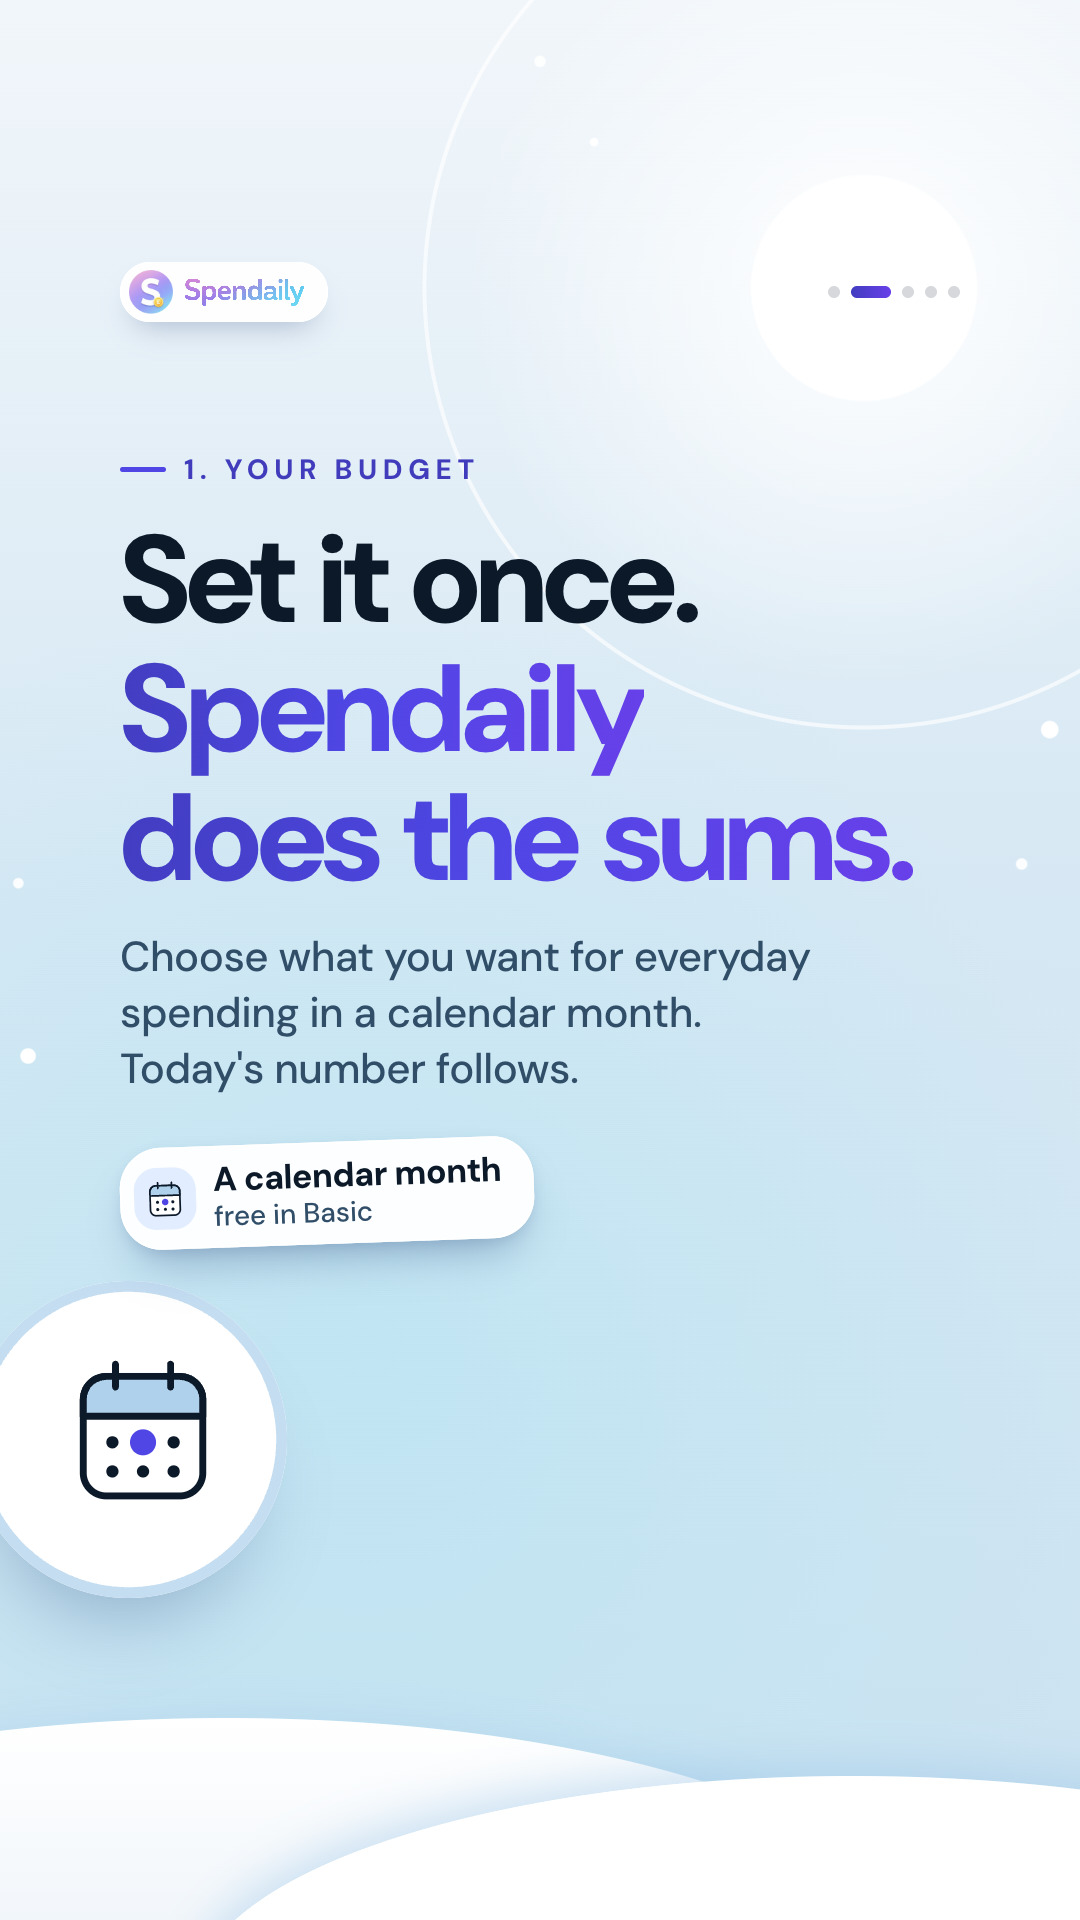 Spendaily
1. YOUR BUDGET
Set it once.
Spendaily
does the sums.
Choose what you want for everyday
spending in a calendar month.
Today's number follows.
A calendar month
free in Basic